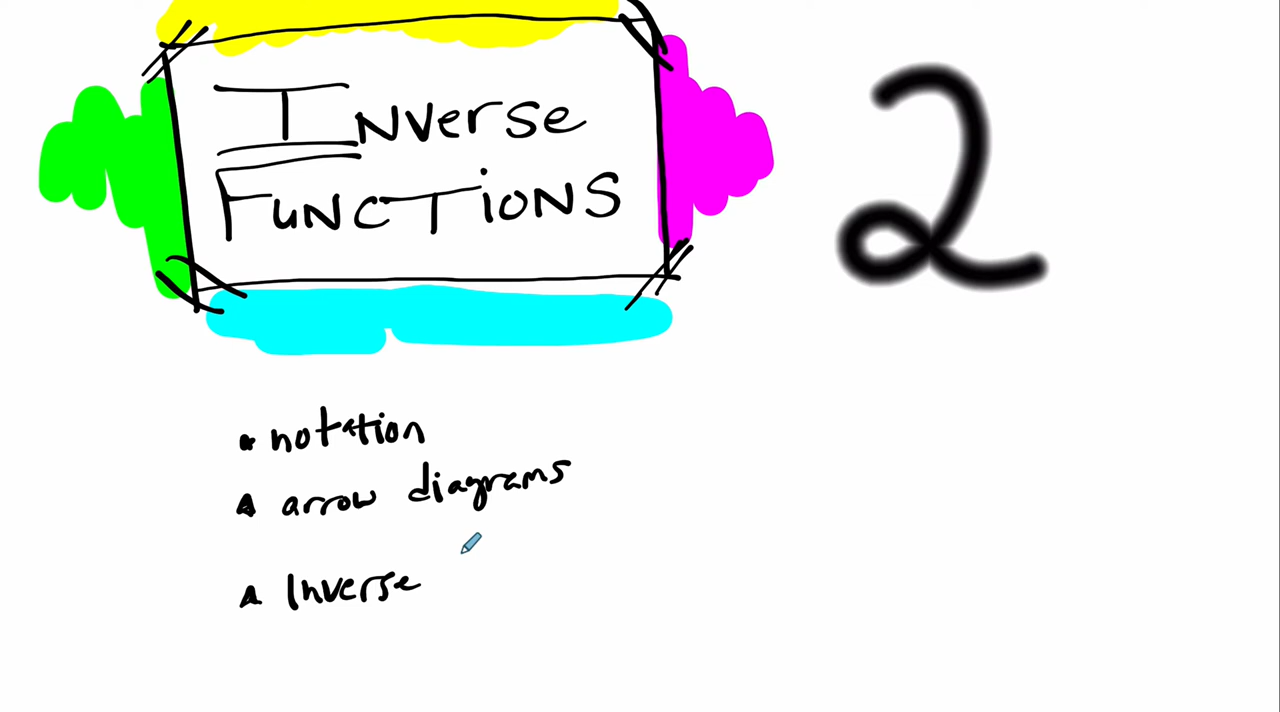 Inverse
Functions
2
notation
arrow diagrams
Inverse